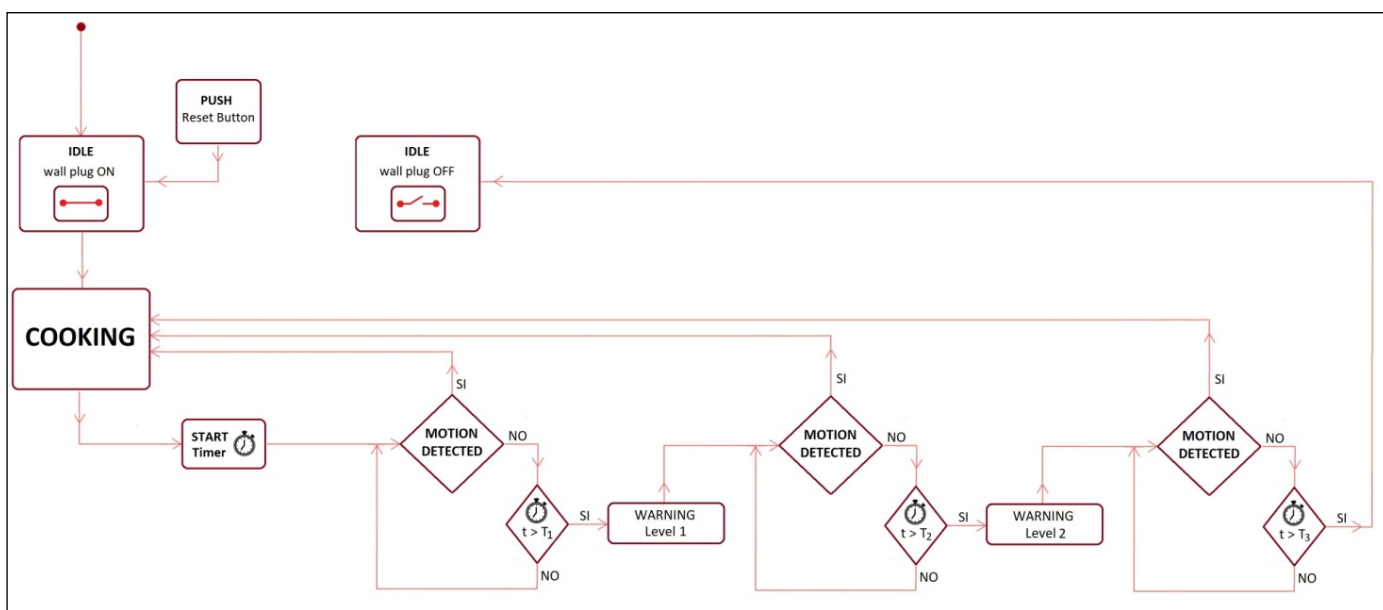 PUSH
Reset Button
IDLE
wall plug ON
IDLE
wall plug OFF
COOKING
SI
SI
SI
START
Timer
MOTION
DETECTED
NO
MOTION
DETECTED
NO
MOTION
DETECTED
NO
t > T₁
SI
WARNING
Level 1
t > T₂
SI
WARNING
Level 2
t > T₃
SI
NO
NO
NO